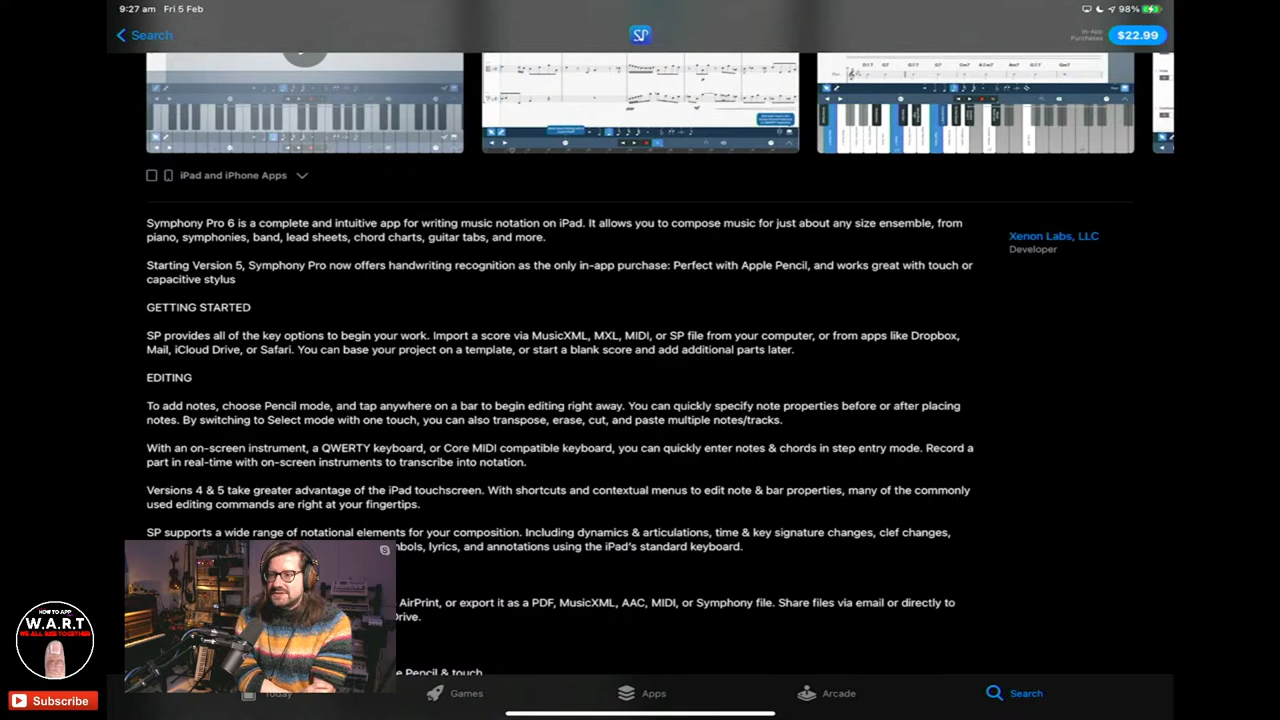 9:27 am Fri 5 Feb
98%
Search
SP
In-App
Purchases
$22.99
iPad and iPhone Apps
Symphony Pro 6 is a complete and intuitive app for writing music notation on iPad. It allows you to compose music for just about any size ensemble, from
piano, symphonies, band, lead sheets, chord charts, guitar tabs, and more.
Xenon Labs, LLC
Developer
Starting Version 5, Symphony Pro now offers handwriting recognition as the only in-app purchase: Perfect with Apple Pencil, and works great with touch or
capacitive stylus
GETTING STARTED
SP provides all of the key options to begin your work. Import a score via MusicXML, MXL, MIDI, or SP file from your computer, or from apps like Dropbox,
Mail, iCloud Drive, or Safari. You can base your project on a template, or start a blank score and add additional parts later.
EDITING
To add notes, choose Pencil mode, and tap anywhere on a bar to begin editing right away. You can quickly specify note properties before or after placing
notes. By switching to Select mode with one touch, you can also transpose, erase, cut, and paste multiple notes/tracks.
With an on-screen instrument, a QWERTY keyboard, or Core MIDI compatible keyboard, you can quickly enter notes & chords in step entry mode. Record a
part in real-time with on-screen instruments to transcribe into notation.
Versions 4 & 5 take greater advantage of the iPad touchscreen. With shortcuts and contextual menus to edit note & bar properties, many of the commonly
used editing commands are right at your fingertips.
SP supports a wide range of notational elements for your composition. Including dynamics & articulations, time & key signature changes, clef changes,
lyrics, and annotations using the iPad's standard keyboard.
AirPrint, or export it as a PDF, MusicXML, AAC, MIDI, or Symphony file. Share files via email or directly to
Pencil & touch
HOW TO APP
W.A.R.T
WE ALL RISE TOGETHER
Subscribe
Today
Games
Apps
Arcade
Search